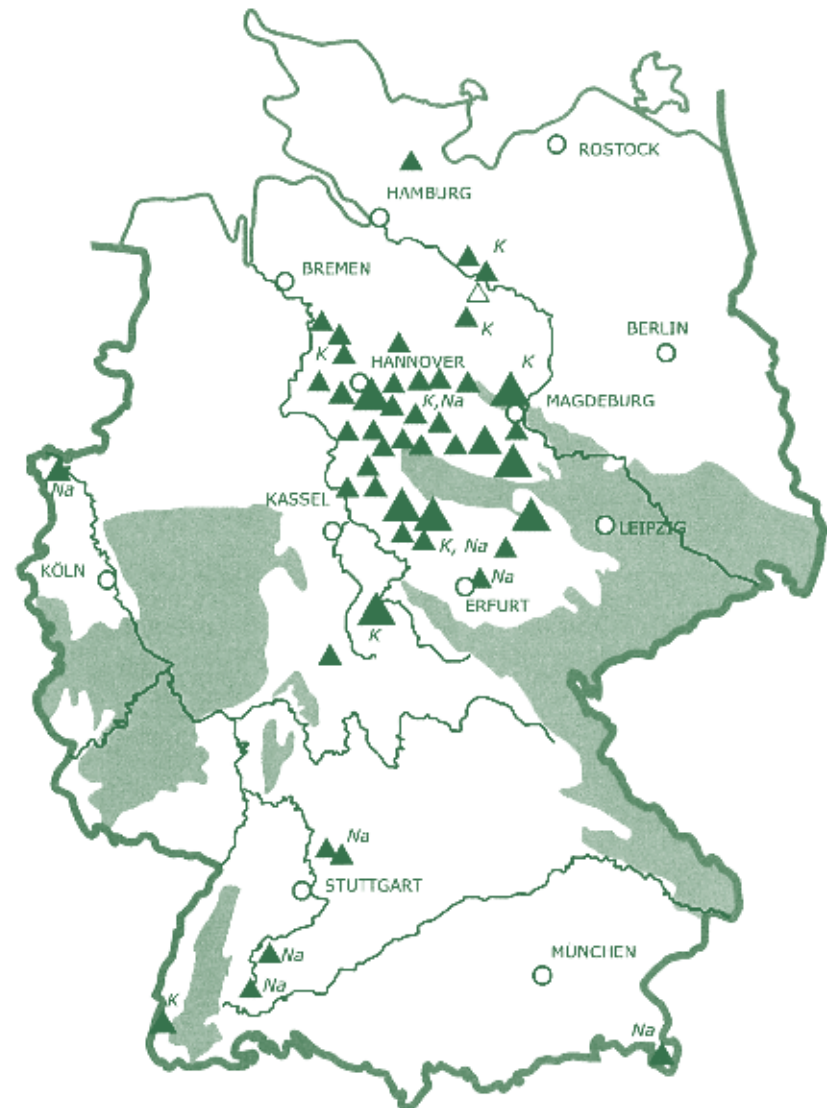 ROSTOCK
HAMBURG
K
BREMEN
K
BERLIN
K
HANNOVER
K
K,Na
MAGDEBURG
Na
KASSEL
LEIPZIG
K, Na
KÖLN
Na
ERFURT
K
Na
STUTTGART
Na
MÜNCHEN
Na
K
Na